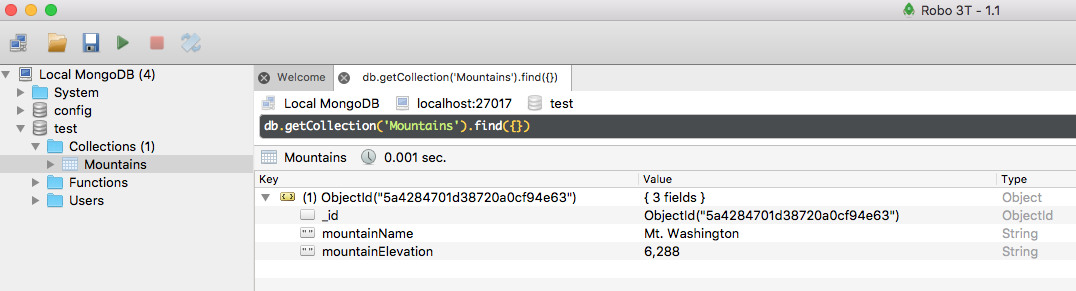 Robo 3T - 1.1
Local MongoDB (4)
System
config
test
Collections (1)
Mountains
Functions
Users
Welcome
db.getCollection('Mountains').find({})
Local MongoDB localhost:27017 test
db.getCollection('Mountains').find({})
Mountains 0.001 sec.
Key Value Type
(1) ObjectId("5a4284701d38720a0cf94e63") { 3 fields } Object
_id ObjectId("5a4284701d38720a0cf94e63") ObjectId
mountainName Mt. Washington String
mountainElevation 6,288 String